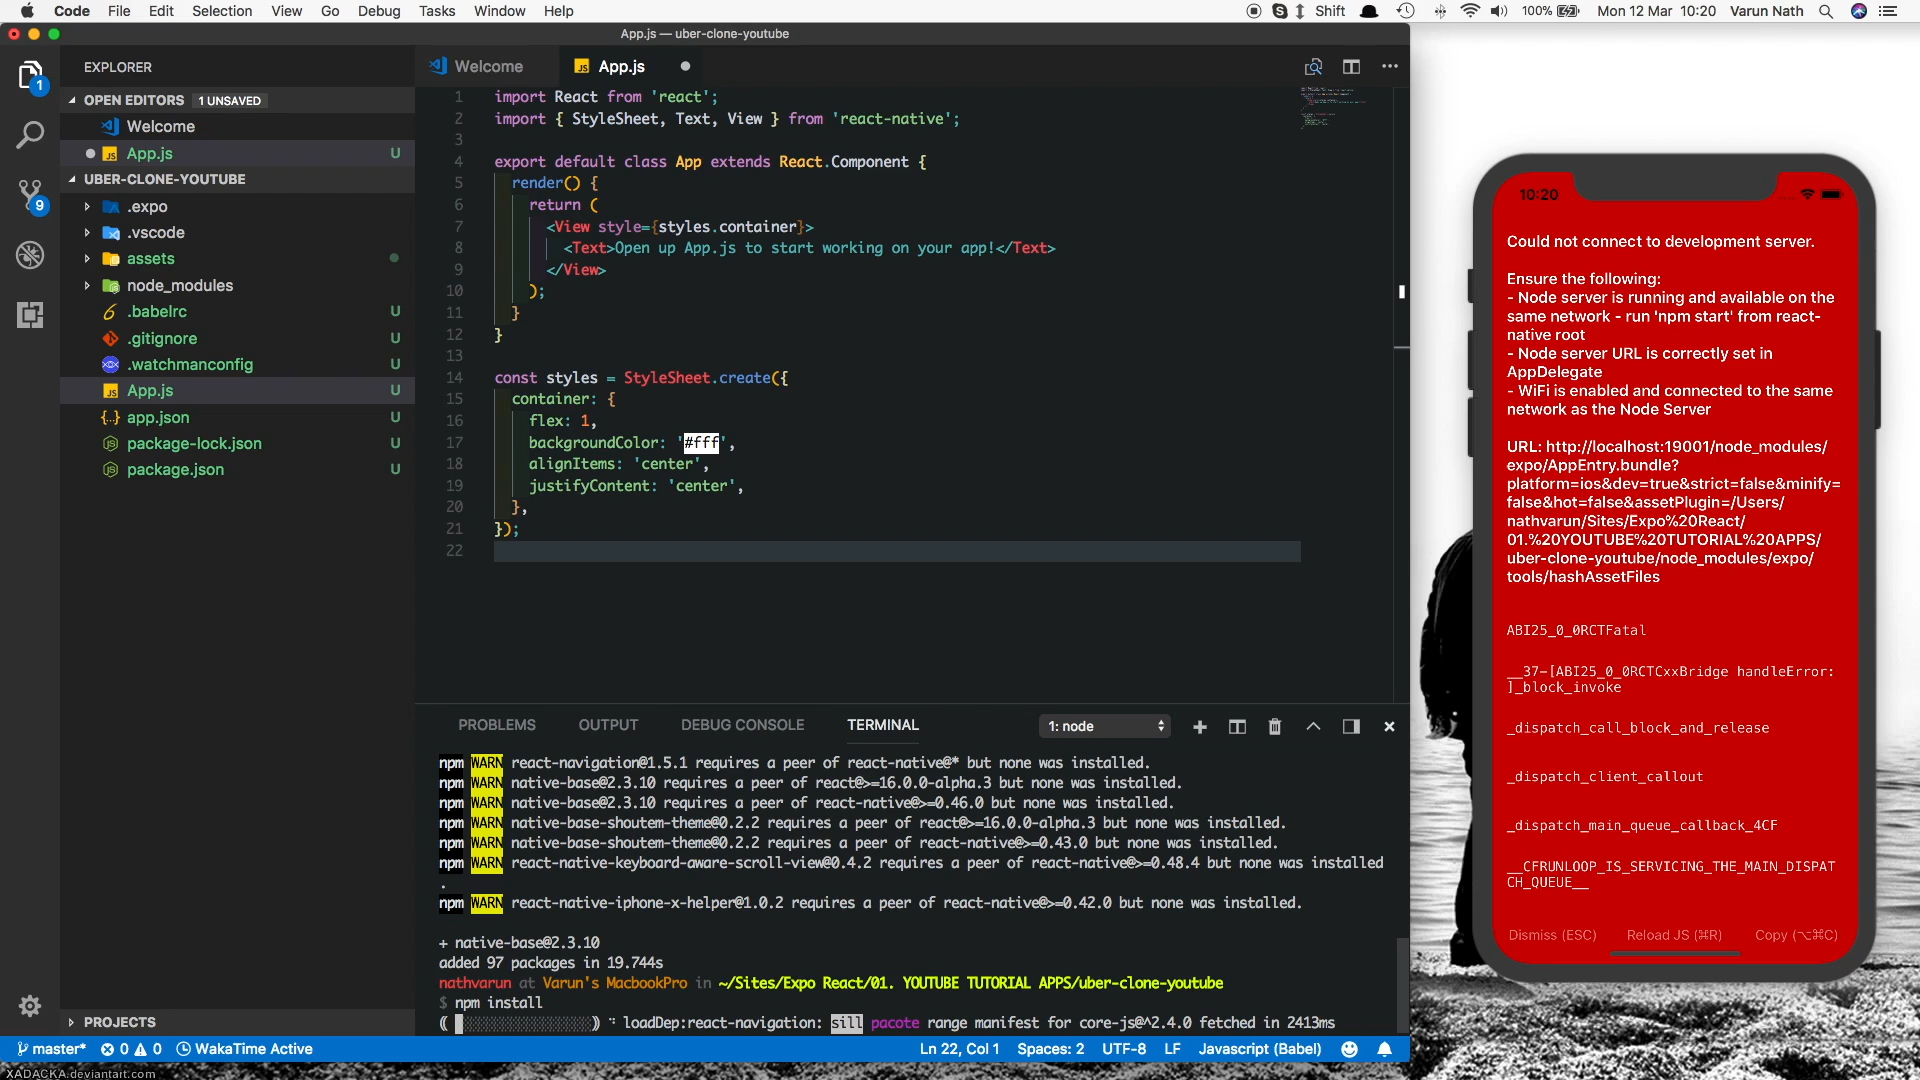 Code File Edit Selection View Go Debug Tasks Window Help
Shift 100% Mon 12 Mar 10:20 Varun Nath
App.js — uber-clone-youtube
EXPLORER
OPEN EDITORS 1 UNSAVED
Welcome
App.js U
UBER-CLONE-YOUTUBE
.expo
.vscode
assets
node_modules
.babelrc U
.gitignore U
.watchmanconfig U
App.js U
app.json U
package-lock.json U
package.json U
PROJECTS
1
9
Welcome App.js
1 import React from 'react';
2 import { StyleSheet, Text, View } from 'react-native';
3
4 export default class App extends React.Component {
5 render() {
6 return (
7 <View style={styles.container}>
8 <Text>Open up App.js to start working on your app!</Text>
9 </View>
10 );
11 }
12 }
13
14 const styles = StyleSheet.create({
15 container: {
16 flex: 1,
17 backgroundColor: '#fff',
18 alignItems: 'center',
19 justifyContent: 'center',
20 },
21 });
22
PROBLEMS OUTPUT DEBUG CONSOLE TERMINAL 1: node
npm WARN react-navigation@1.5.1 requires a peer of react-native@* but none was installed.
npm WARN native-base@2.3.10 requires a peer of react@>=16.0.0-alpha.3 but none was installed.
npm WARN native-base@2.3.10 requires a peer of react-native@>=0.46.0 but none was installed.
npm WARN native-base-shoutem-theme@0.2.2 requires a peer of react@>=16.0.0-alpha.3 but none was installed.
npm WARN native-base-shoutem-theme@0.2.2 requires a peer of react-native@>=0.43.0 but none was installed.
npm WARN react-native-keyboard-aware-scroll-view@0.4.2 requires a peer of react-native@>=0.48.4 but none was installed
.
npm WARN react-native-iphone-x-helper@1.0.2 requires a peer of react-native@>=0.42.0 but none was installed.
+ native-base@2.3.10
added 97 packages in 19.744s
nathvarun at Varun's MacbookPro in ~/Sites/Expo React/01. YOUTUBE TUTORIAL APPS/uber-clone-youtube
$ npm install
loadDep:react-navigation: sill pacote range manifest for core-js@^2.4.0 fetched in 2413ms
master* 0 0 WakaTime Active Ln 22, Col 1 Spaces: 2 UTF-8 LF Javascript (Babel)
XADACKA.deviantart.com
10:20
Could not connect to development server.
Ensure the following:
- Node server is running and available on the
same network - run 'npm start' from react-
native root
- Node server URL is correctly set in
AppDelegate
- WiFi is enabled and connected to the same
network as the Node Server
URL: http://localhost:19001/node_modules/
expo/AppEntry.bundle?
platform=ios&dev=true&strict=false&minify=
false&hot=false&assetPlugin=/Users/
nathvarun/Sites/Expo%20React/
01.%20YOUTUBE%20TUTORIAL%20APPS/
uber-clone-youtube/node_modules/expo/
tools/hashAssetFiles
ABI25_0_0RCTFatal
__37-[ABI25_0_0RCTCxxBridge handleError:
]_block_invoke
_dispatch_call_block_and_release
_dispatch_client_callout
_dispatch_main_queue_callback_4CF
__CFRUNLOOP_IS_SERVICING_THE_MAIN_DISPAT
CH_QUEUE__
Dismiss (ESC) Reload JS (⌘R) Copy (⌥⌘C)